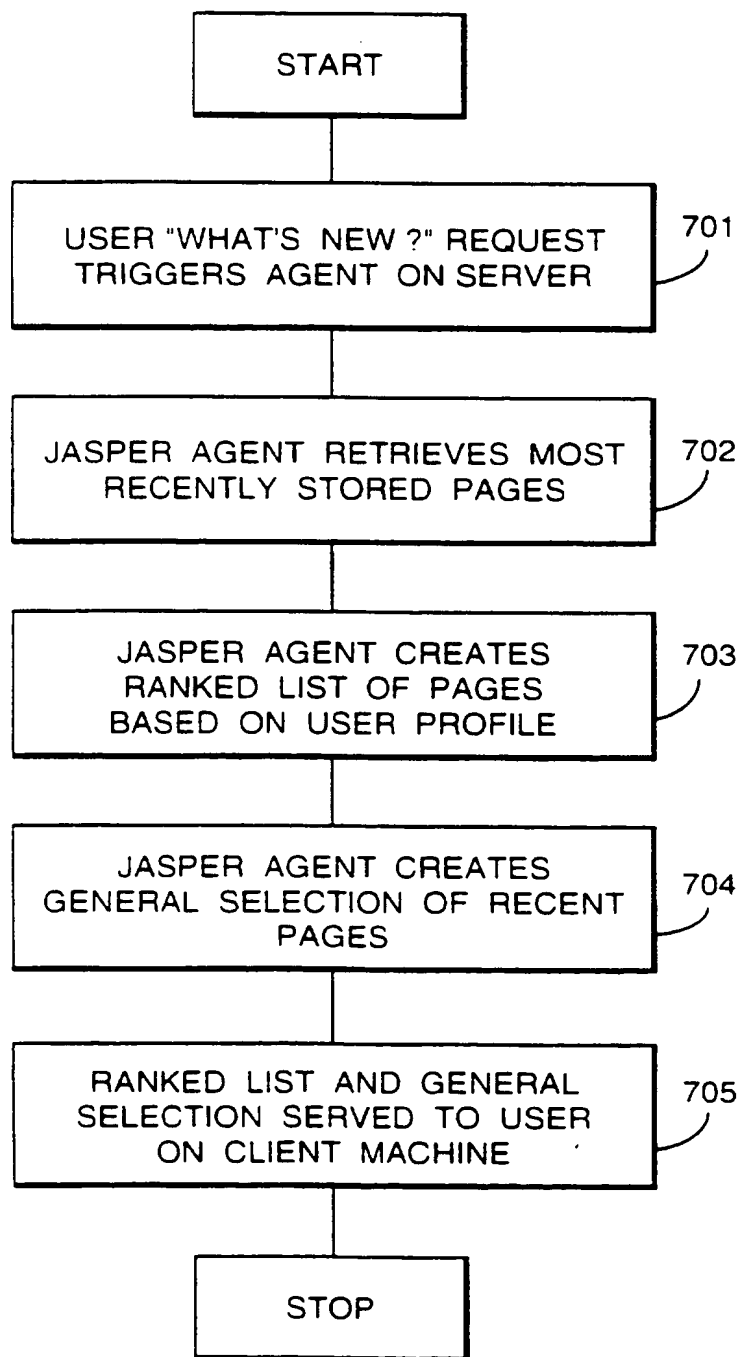 START
USER "WHAT'S NEW ?" REQUEST
TRIGGERS AGENT ON SERVER
701
JASPER AGENT RETRIEVES MOST
RECENTLY STORED PAGES
702
JASPER AGENT CREATES
RANKED LIST OF PAGES
BASED ON USER PROFILE
703
JASPER AGENT CREATES
GENERAL SELECTION OF RECENT
PAGES
704
RANKED LIST AND GENERAL
SELECTION SERVED TO USER
ON CLIENT MACHINE
705
STOP